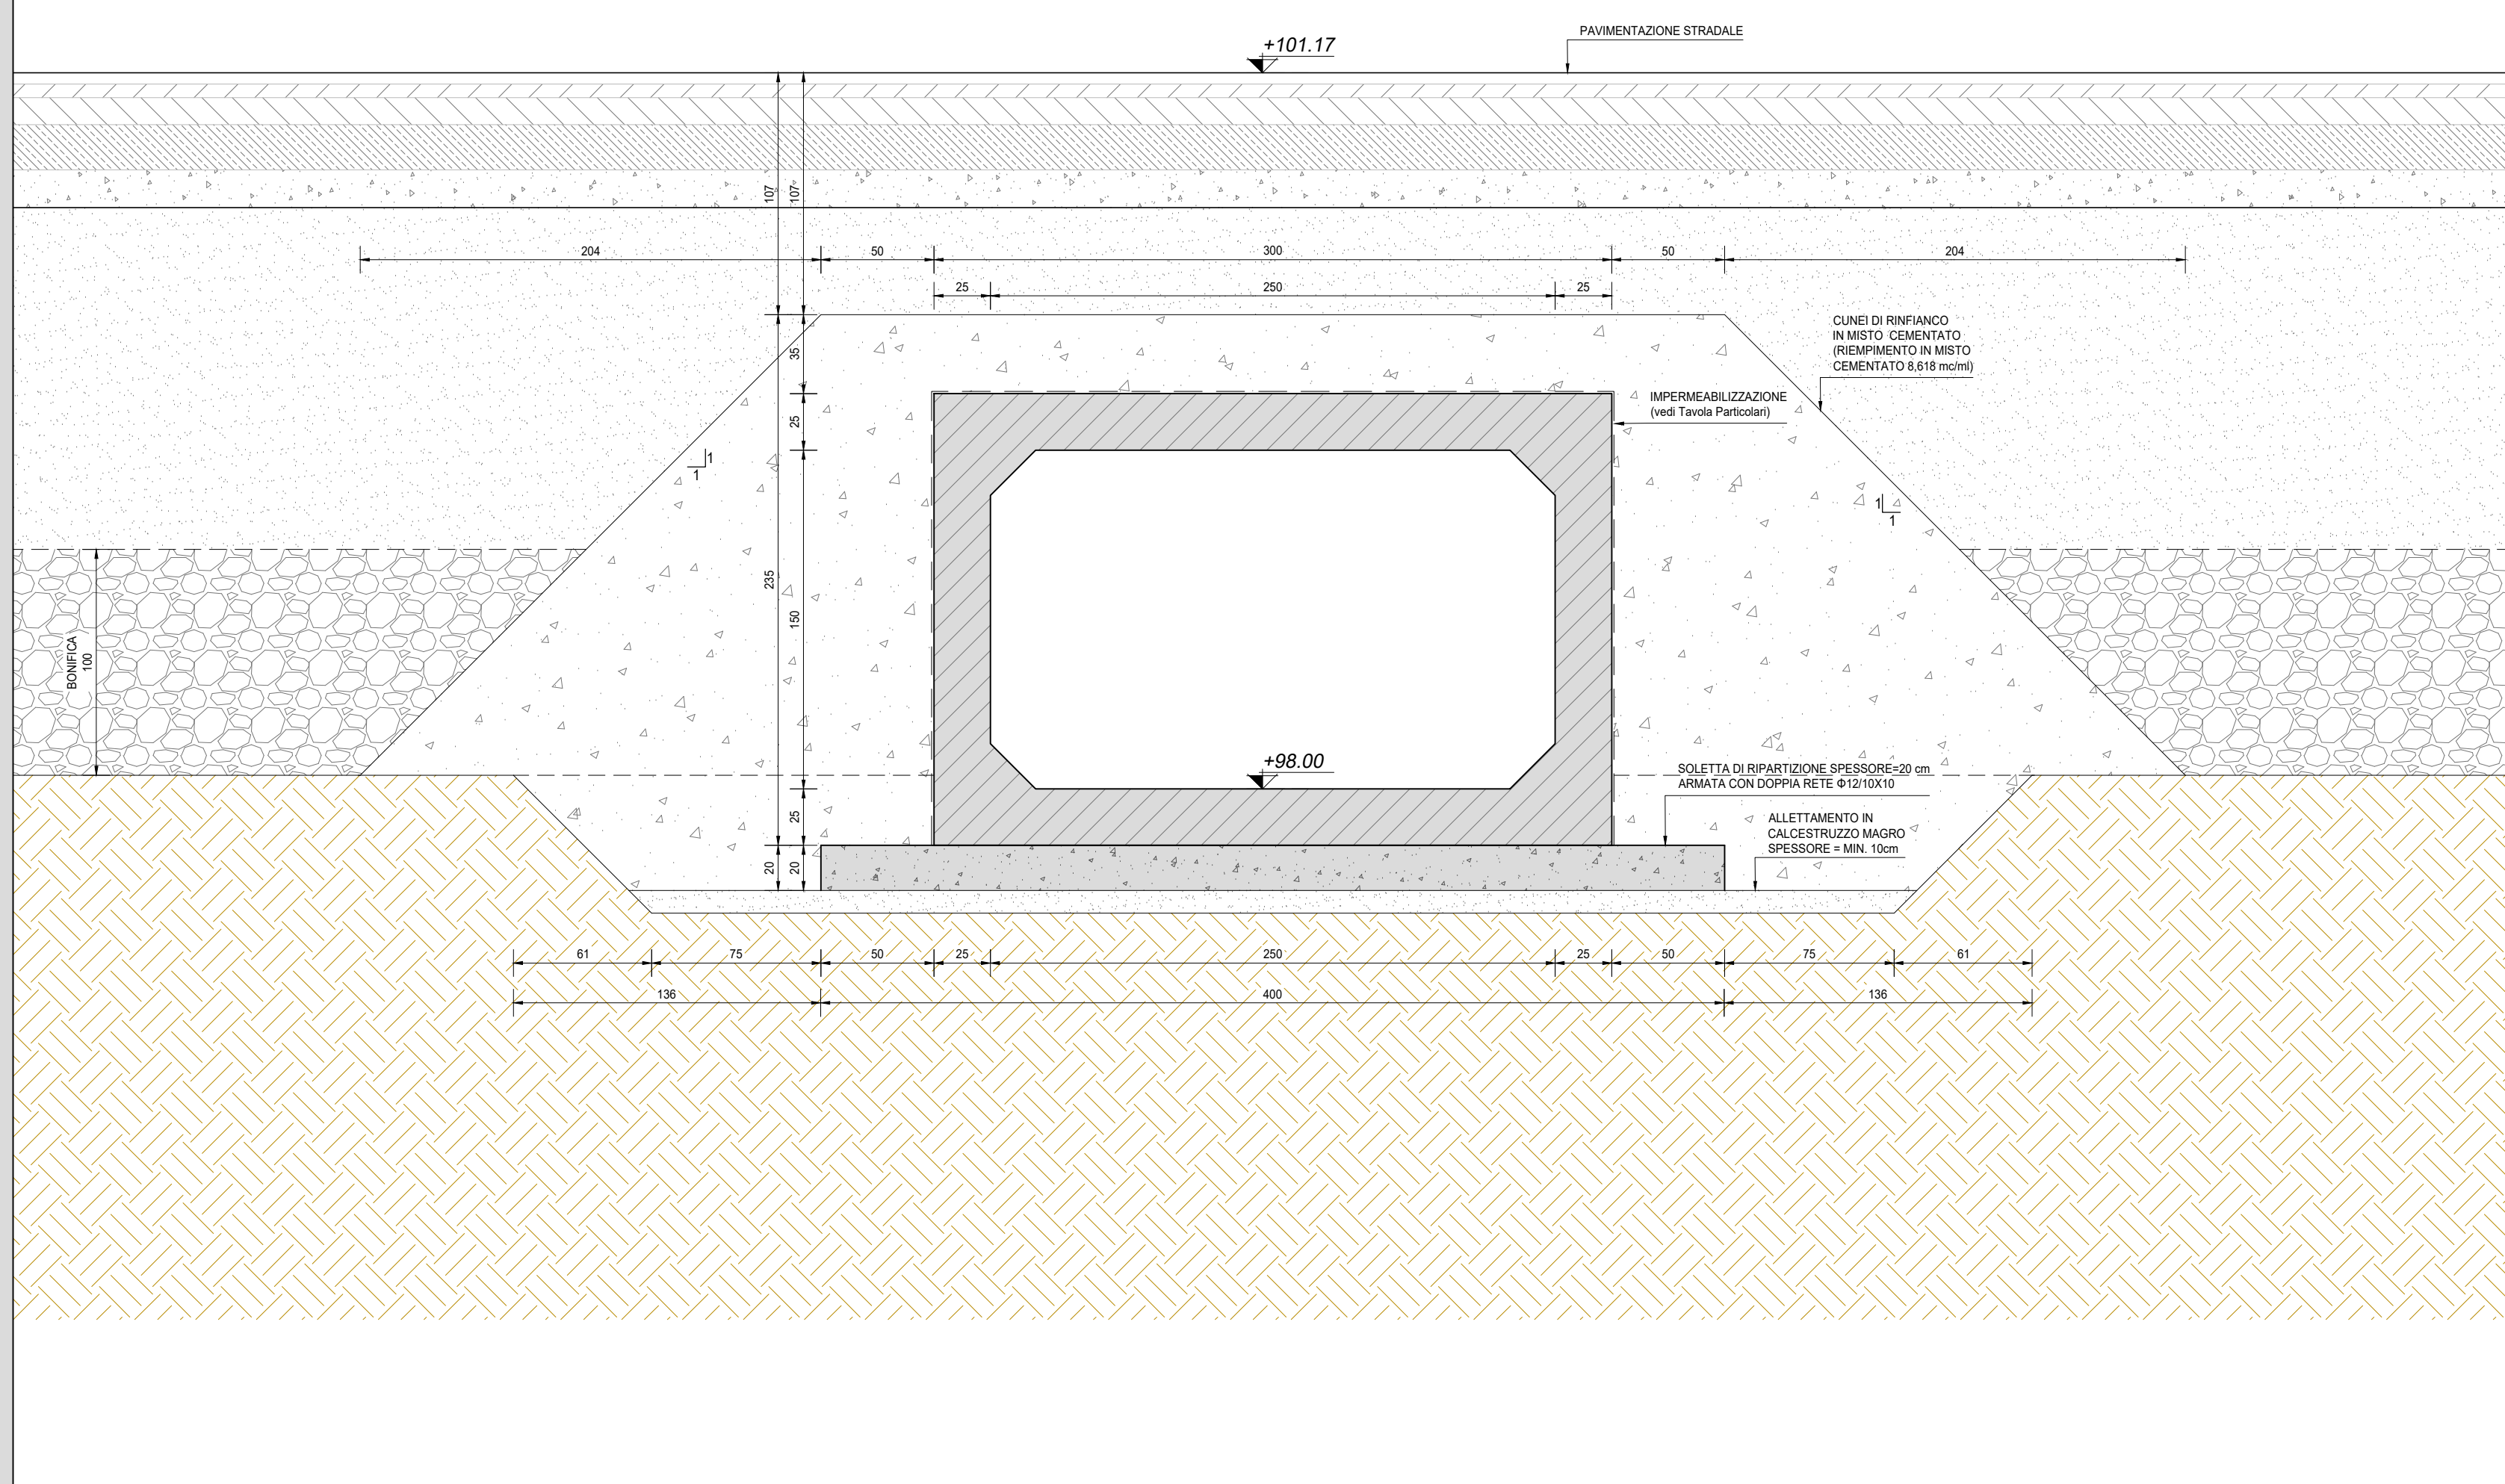 PAVIMENTAZIONE STRADALE
+101.17
107
107
204
50
300
50
204
25
250
25
CUNEI DI RINFIANCO
IN MISTO CEMENTATO
(RIEMPIMENTO IN MISTO
CEMENTATO 8,618 mc/ml)
35
IMPERMEABILIZZAZIONE
(vedi Tavola Particolari)
25
1
1
1
1
235
150
BONIFICA
100
+98.00
SOLETTA DI RIPARTIZIONE SPESSORE=20 cm
ARMATA CON DOPPIA RETE Φ12/10X10
25
ALLETTAMENTO IN
CALCESTRUZZO MAGRO
SPESSORE = MIN. 10cm
20
20
61
75
50
25
250
25
50
75
61
136
400
136